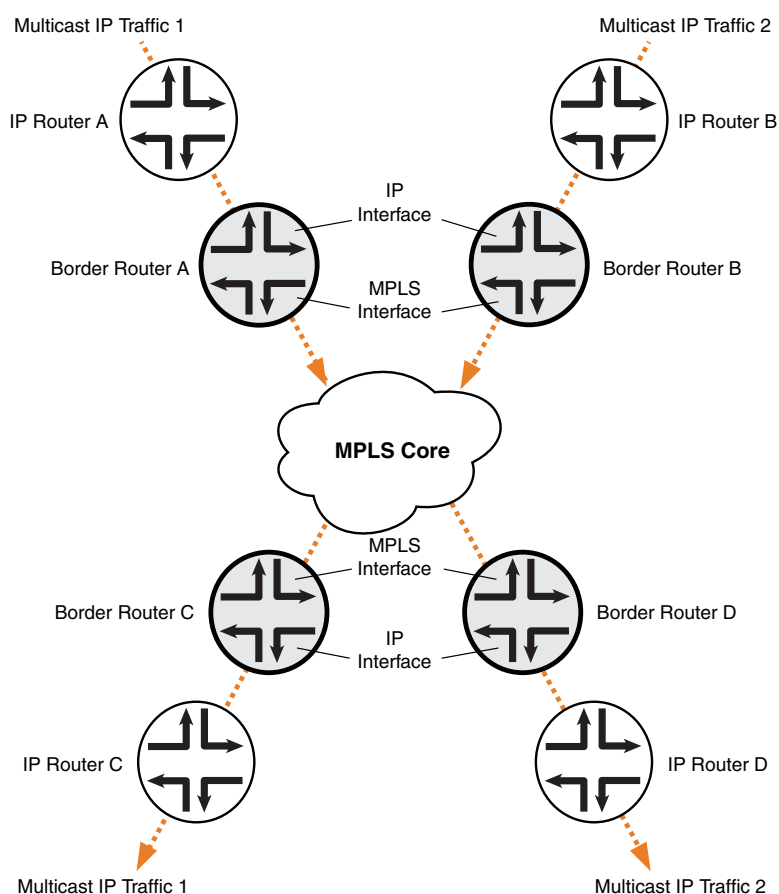 Multicast IP Traffic 1
Multicast IP Traffic 2
IP Router A
IP Router B
IP
Interface
Border Router A
Border Router B
MPLS
Interface
MPLS Core
MPLS
Interface
Border Router C
Border Router D
IP
Interface
IP Router C
IP Router D
Multicast IP Traffic 1
Multicast IP Traffic 2